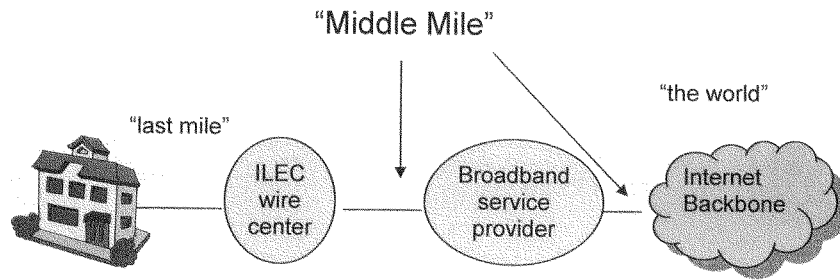 “Middle Mile”
“the world”
“last mile”
ILEC
wire
center
Broadband
service
provider
Internet
Backbone